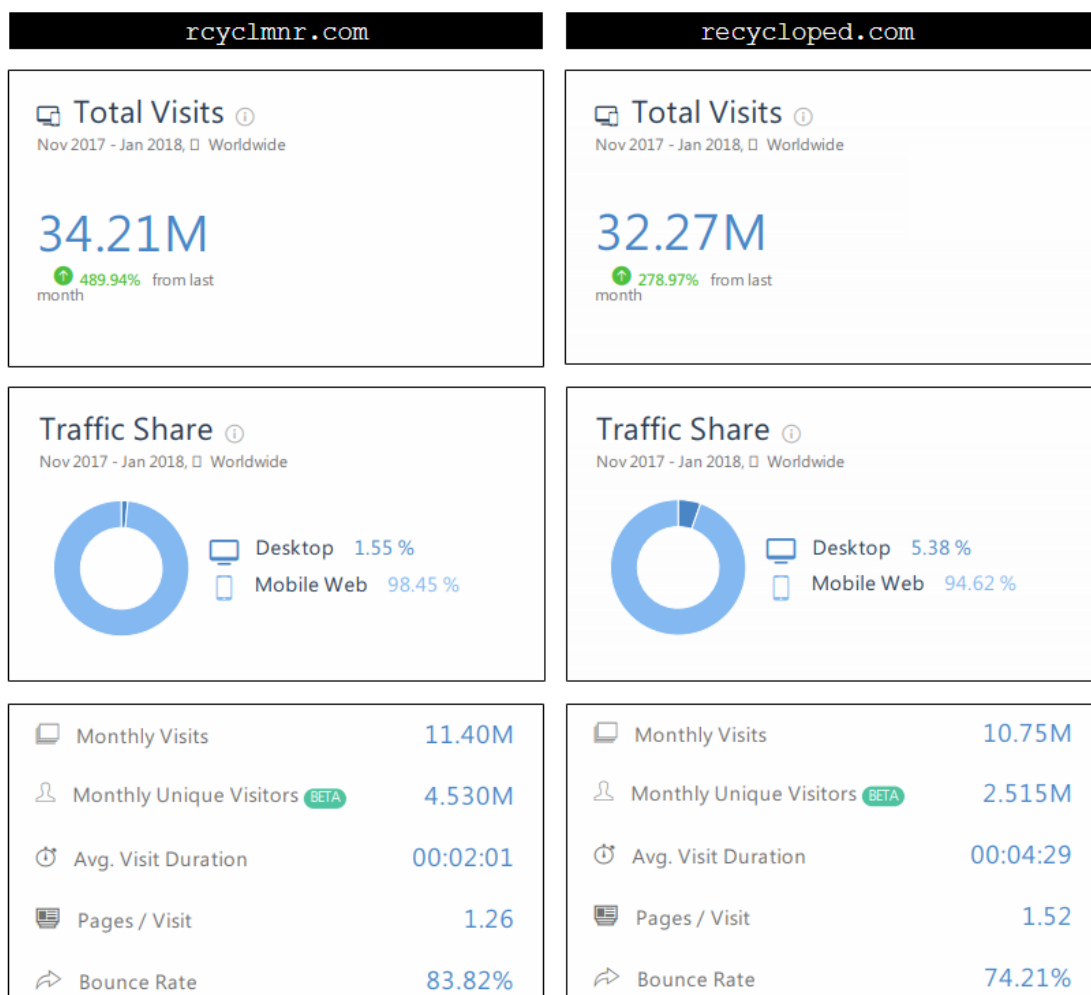 rcyclmnr.com
Total Visits
Nov 2017 - Jan 2018, Worldwide
34.21M
489.94% from last
month
Traffic Share
Nov 2017 - Jan 2018, Worldwide
Desktop 1.55 %
Mobile Web 98.45 %
Monthly Visits 11.40M
Monthly Unique Visitors BETA 4.530M
Avg. Visit Duration 00:02:01
Pages / Visit 1.26
Bounce Rate 83.82%
recycloped.com
Total Visits
Nov 2017 - Jan 2018, Worldwide
32.27M
278.97% from last
month
Traffic Share
Nov 2017 - Jan 2018, Worldwide
Desktop 5.38 %
Mobile Web 94.62 %
Monthly Visits 10.75M
Monthly Unique Visitors BETA 2.515M
Avg. Visit Duration 00:04:29
Pages / Visit 1.52
Bounce Rate 74.21%